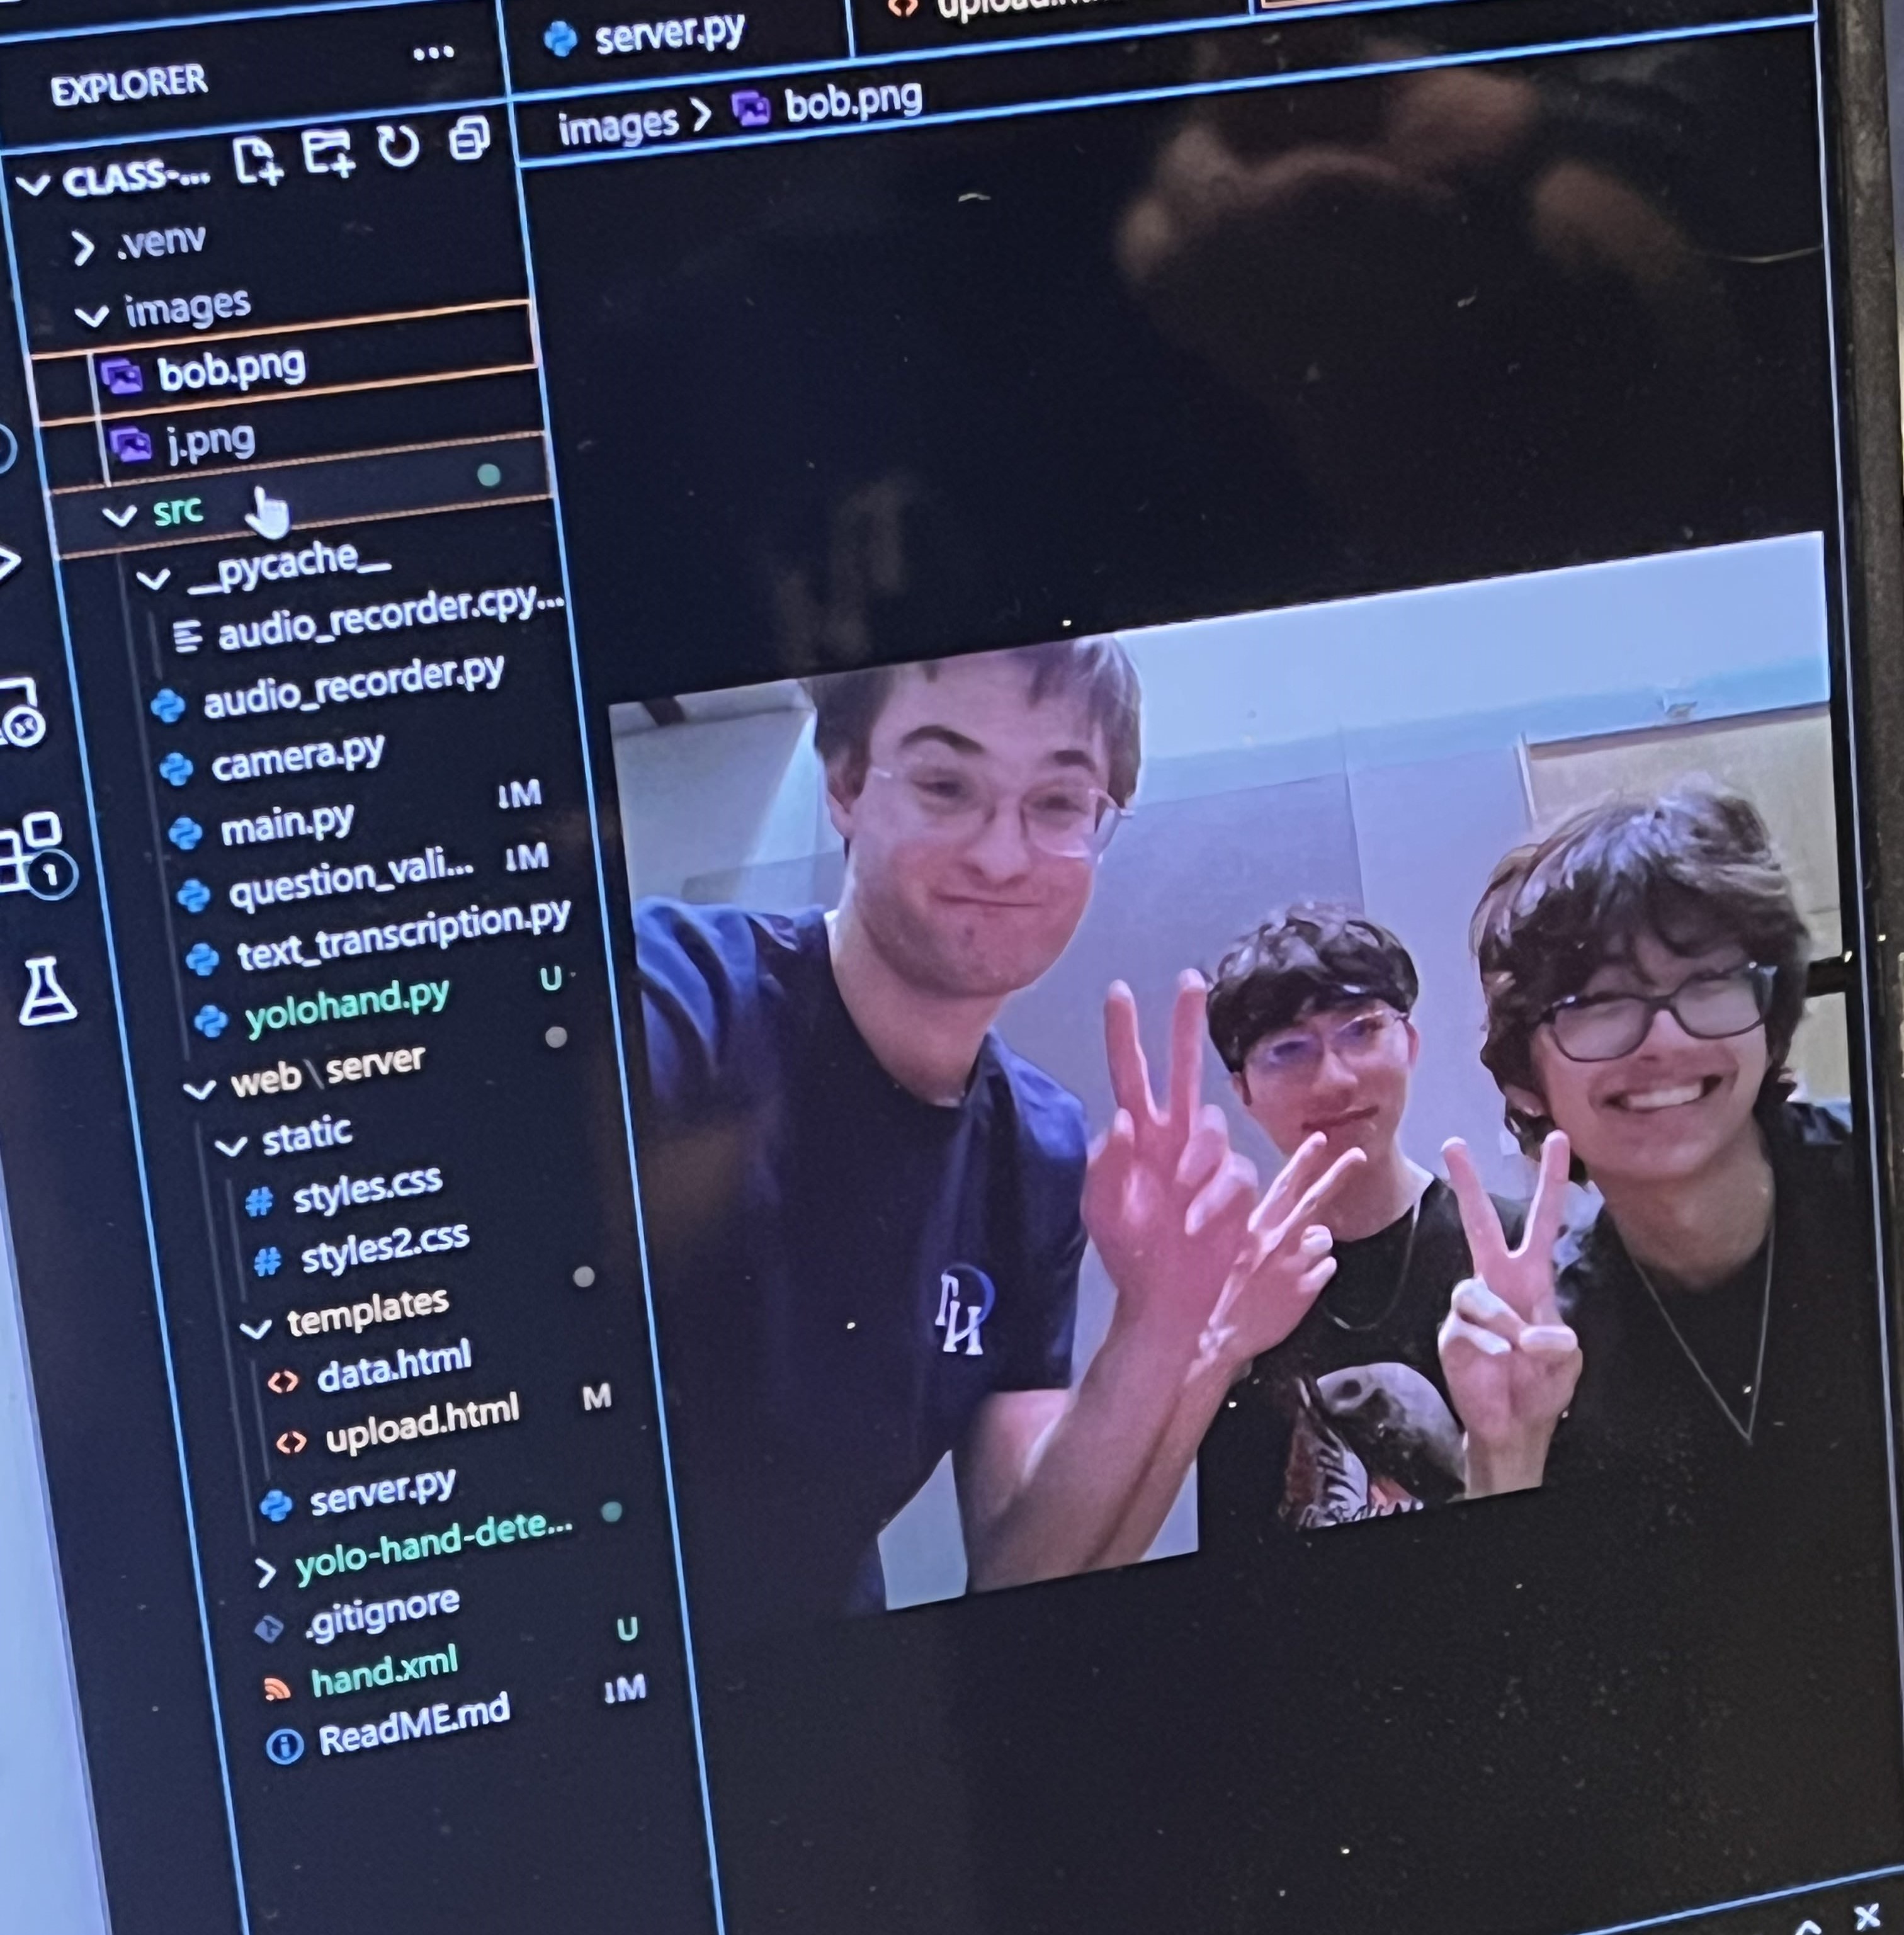 EXPLORER
server.py
CLASS-...
images > bob.png
.venv
images
bob.png
j.png
src
__pycache__
audio_recorder.cpy...
audio_recorder.py
camera.py
main.py ↓M
question_vali... ↓M
text_transcription.py
yolohand.py U
web\server
static
styles.css
styles2.css
templates
data.html
upload.html M
server.py
yolo-hand-dete...
.gitignore
hand.xml U
ReadME.md ↓M
1